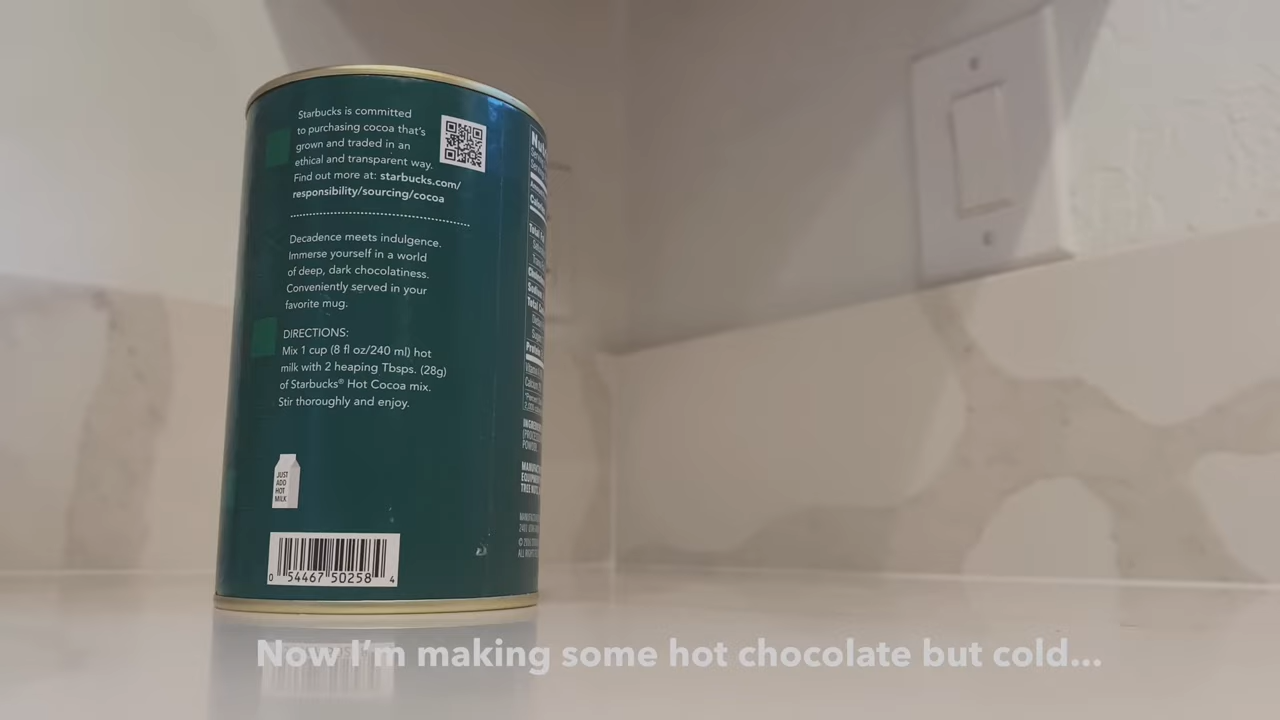 Starbucks is committed
to purchasing cocoa that's
grown and traded in an
ethical and transparent way.
Find out more at: starbucks.com/
responsibility/sourcing/cocoa
Decadence meets indulgence.
Immerse yourself in a world
of deep, dark chocolatiness.
Conveniently served in your
favorite mug.
DIRECTIONS:
Mix 1 cup (8 fl oz/240 ml) hot
milk with 2 heaping Tbsps. (28g)
of Starbucks® Hot Cocoa mix.
Stir thoroughly and enjoy.
JUST
ADD
HOT
MILK
0 54467 50258 4
Protein
Now I'm making some hot chocolate but cold...